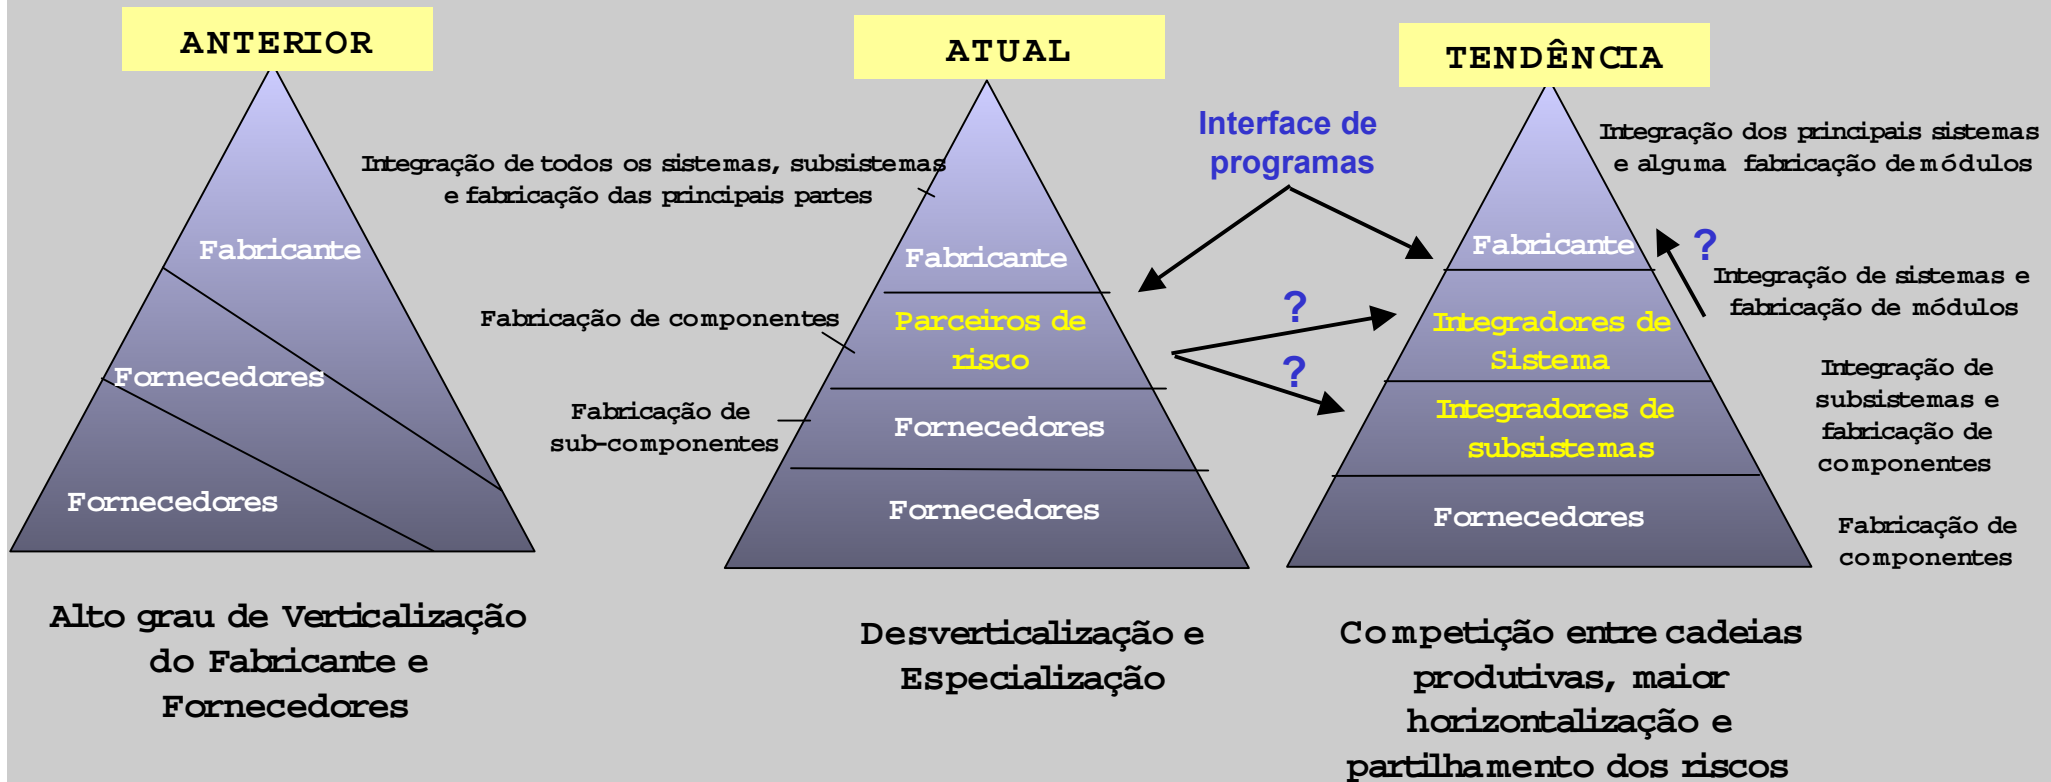 ANTERIOR
Fabricante
Fornecedores
Fornecedores
Alto grau de Verticalização
do Fabricante e
Fornecedores
ATUAL
Integração de todos os sistemas, subsistemas
e fabricação das principais partes
Fabricante
Fabricação de componentes
Parceiros de
risco
Fabricação de
sub-componentes
Fornecedores
Fornecedores
Desverticalização e
Especialização
Interface de
programas
?
?
TENDÊNCIA
Integração dos principais sistemas
e alguma fabricação de módulos
Fabricante
?
Integração de sistemas e
fabricação de módulos
Integradores de
Sistema
Integração de
subsistemas e
fabricação de
componentes
Integradores de
subsistemas
Fornecedores
Fabricação de
componentes
Competição entre cadeias
produtivas, maior
horizontalização e
partilhamento dos riscos